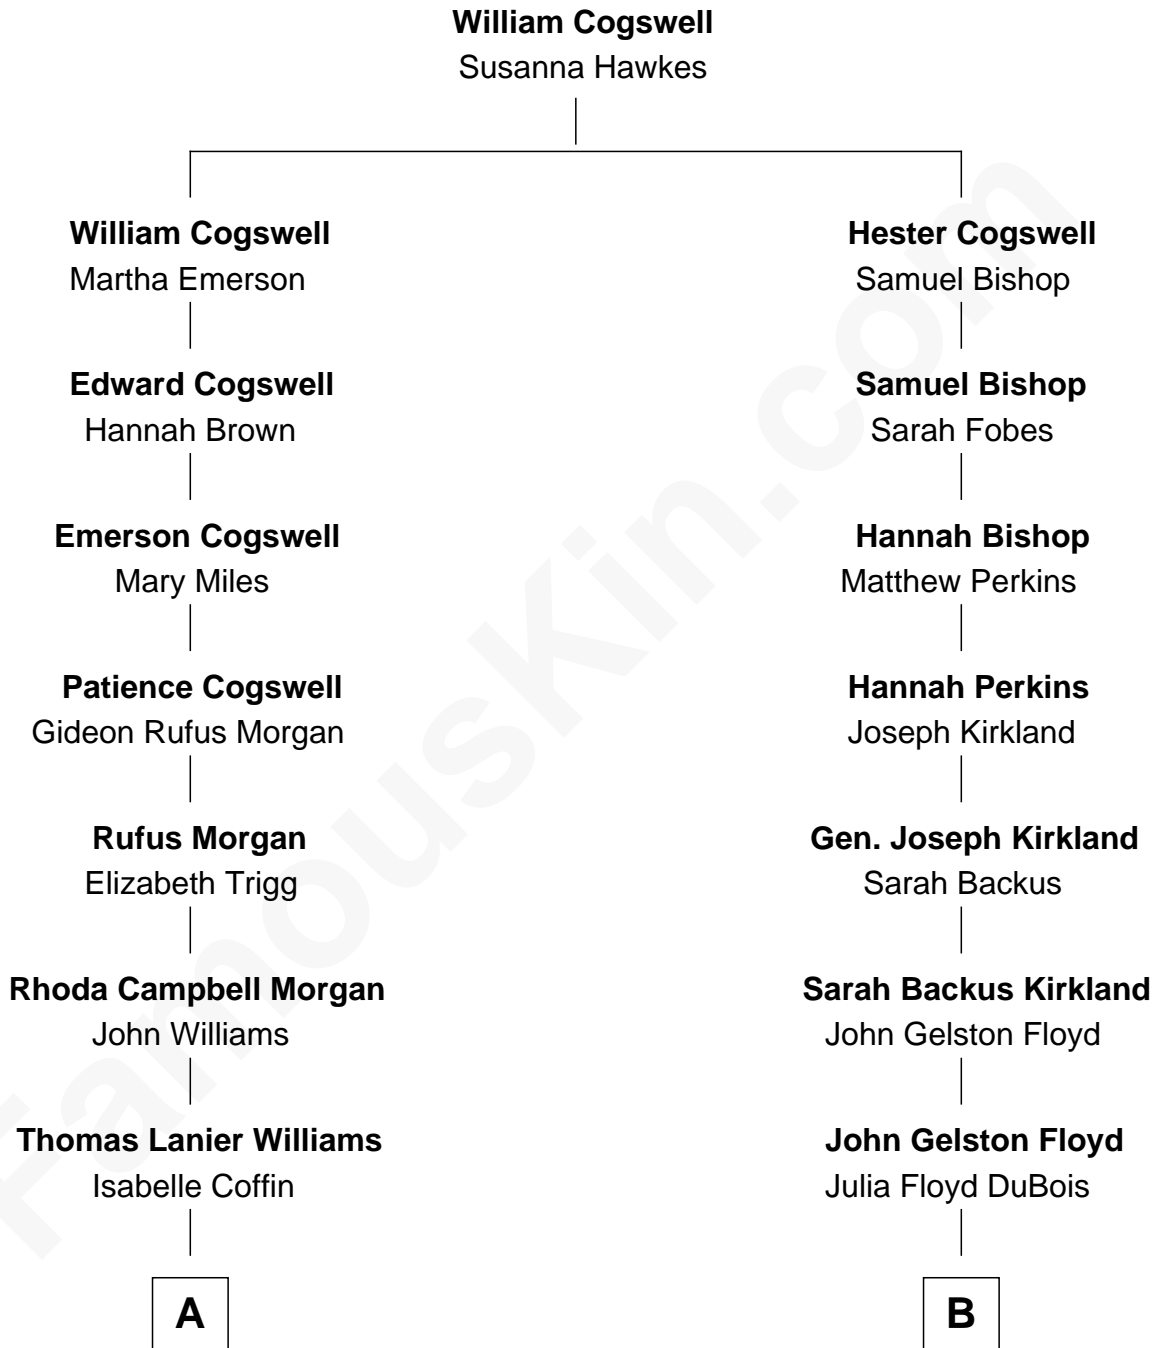 William Cogswell
Susanna Hawkes
William Cogswell
Martha Emerson
Edward Cogswell
Hannah Brown
Emerson Cogswell
Mary Miles
Patience Cogswell
Gideon Rufus Morgan
Rufus Morgan
Elizabeth Trigg
Rhoda Campbell Morgan
John Williams
Thomas Lanier Williams
Isabelle Coffin
A
Hester Cogswell
Samuel Bishop
Samuel Bishop
Sarah Fobes
Hannah Bishop
Matthew Perkins
Hannah Perkins
Joseph Kirkland
Gen. Joseph Kirkland
Sarah Backus
Sarah Backus Kirkland
John Gelston Floyd
John Gelston Floyd
Julia Floyd DuBois
B
FamousKin.com